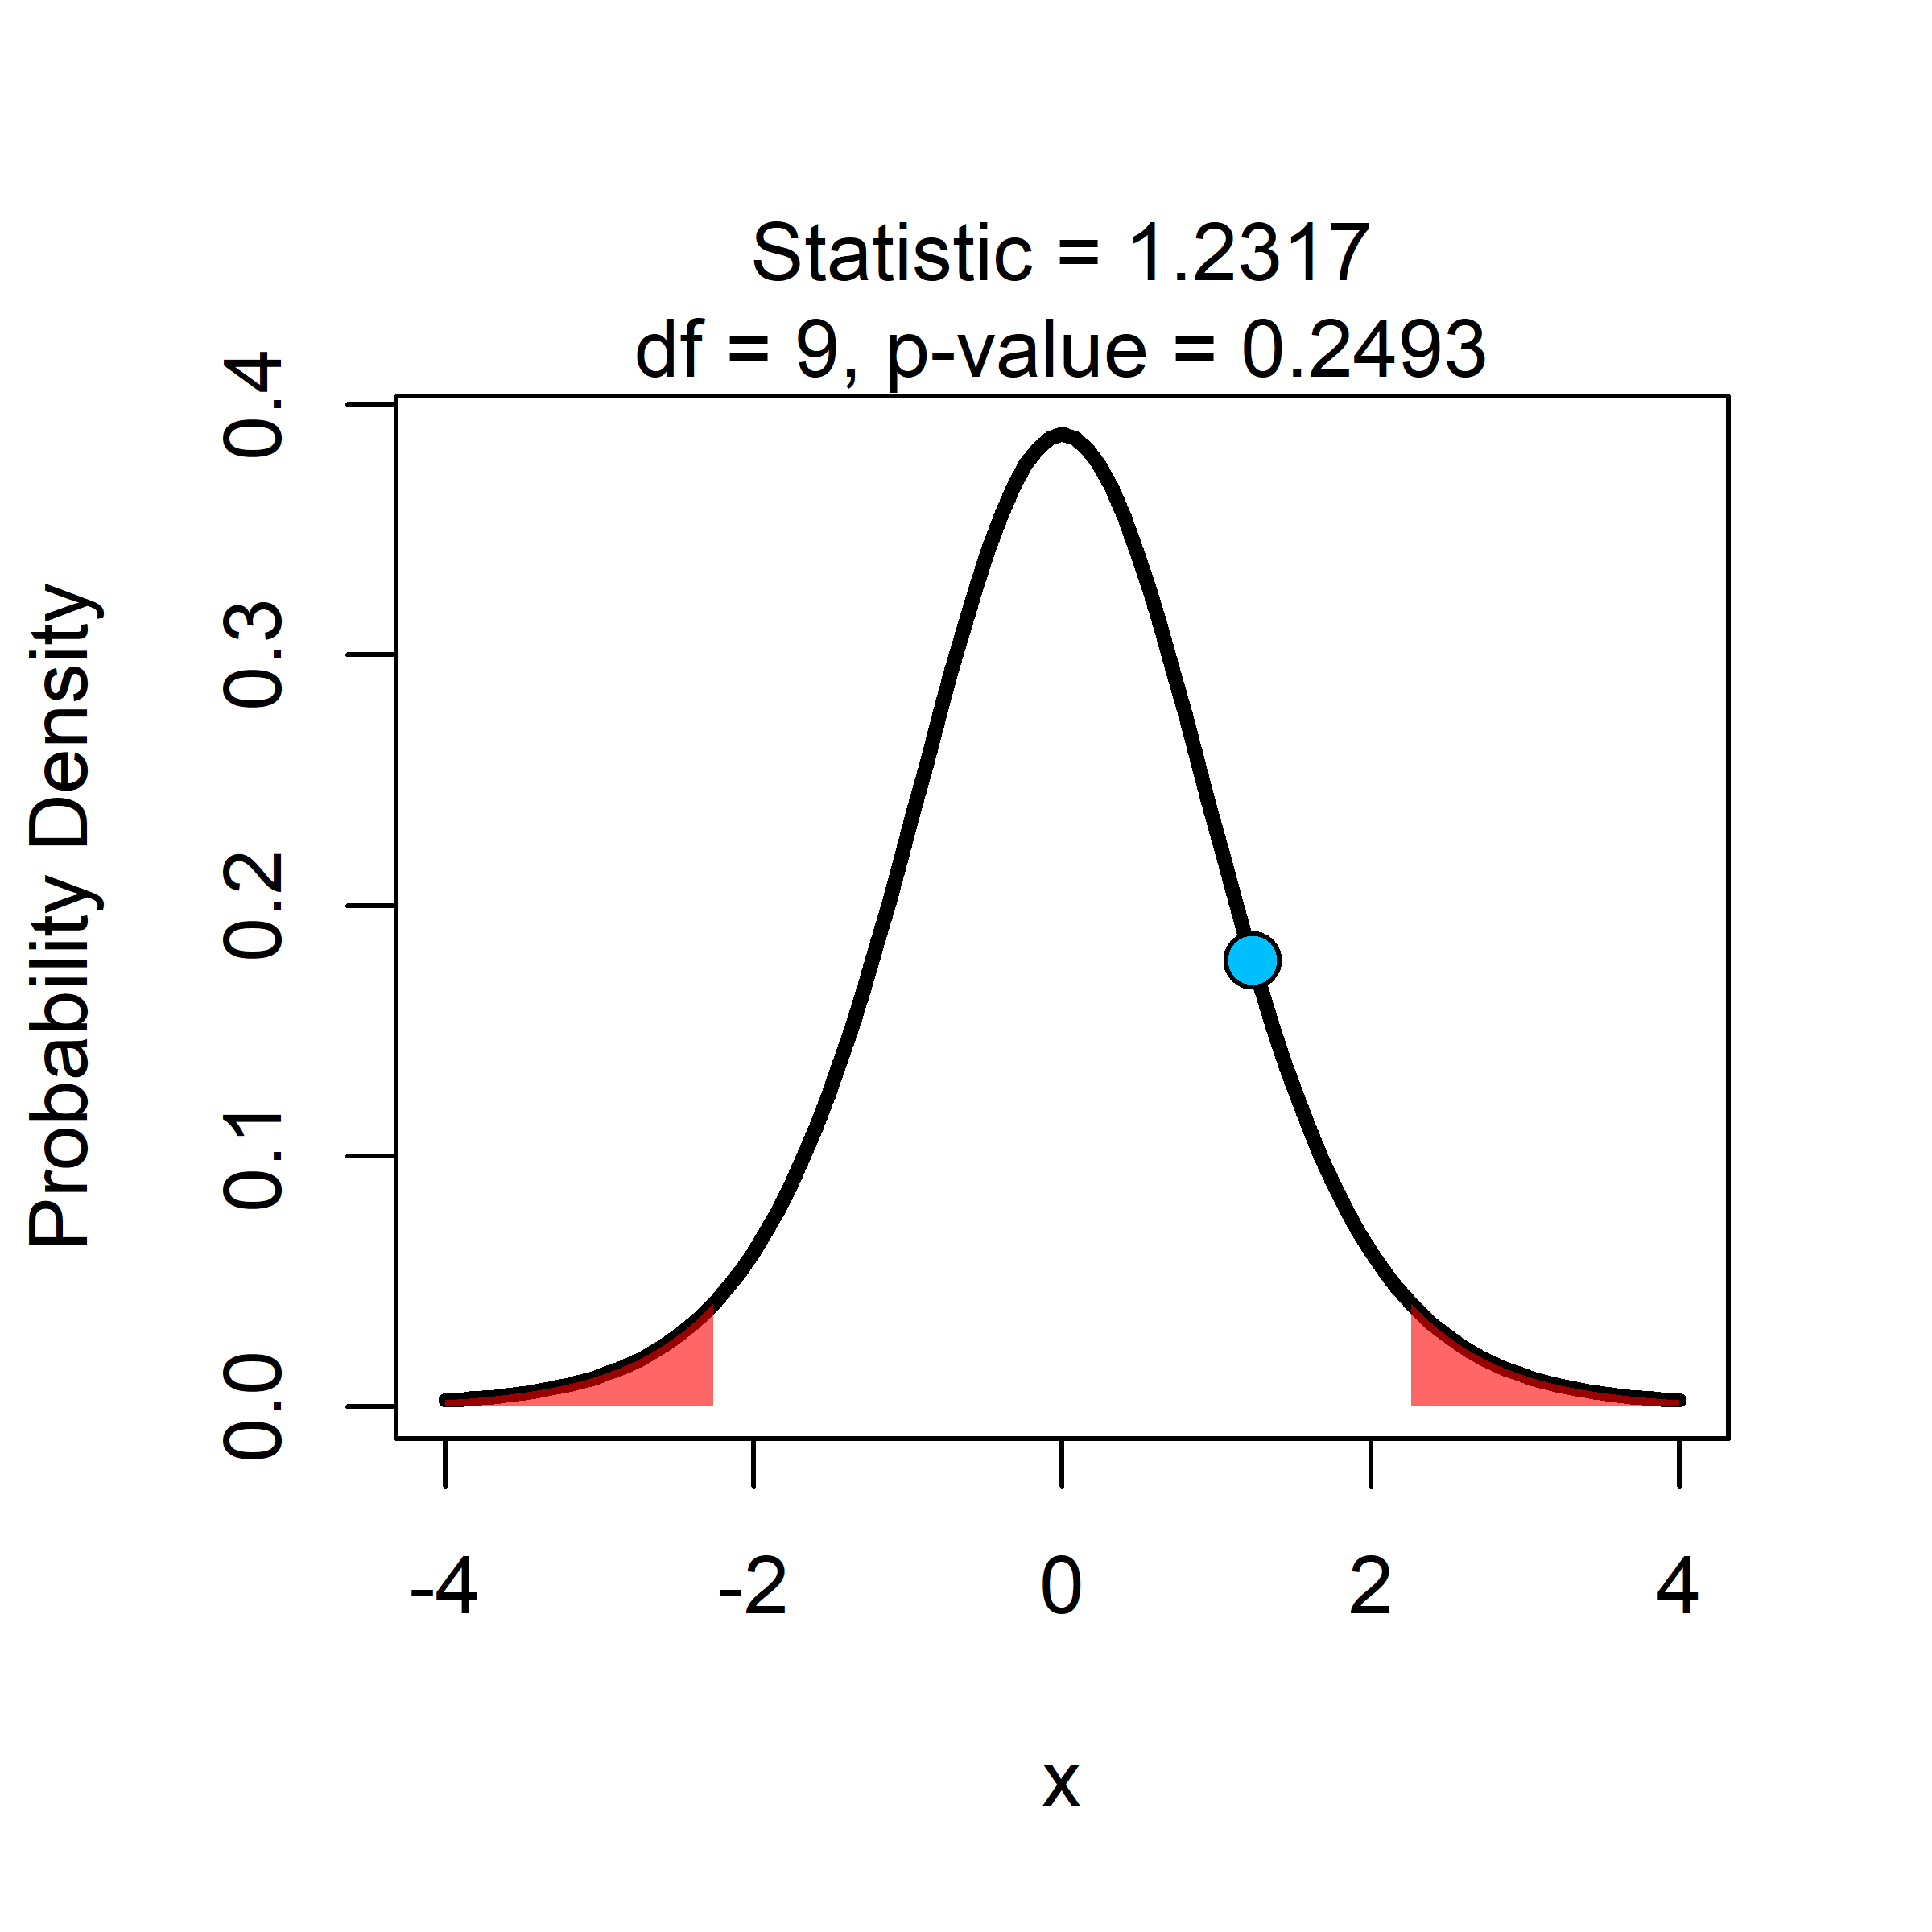 Statistic = 1.2317
df = 9, p-value = 0.2493
Probability Density
0.4
0.3
0.2
0.1
0.0
-4
-2
0
2
4
x